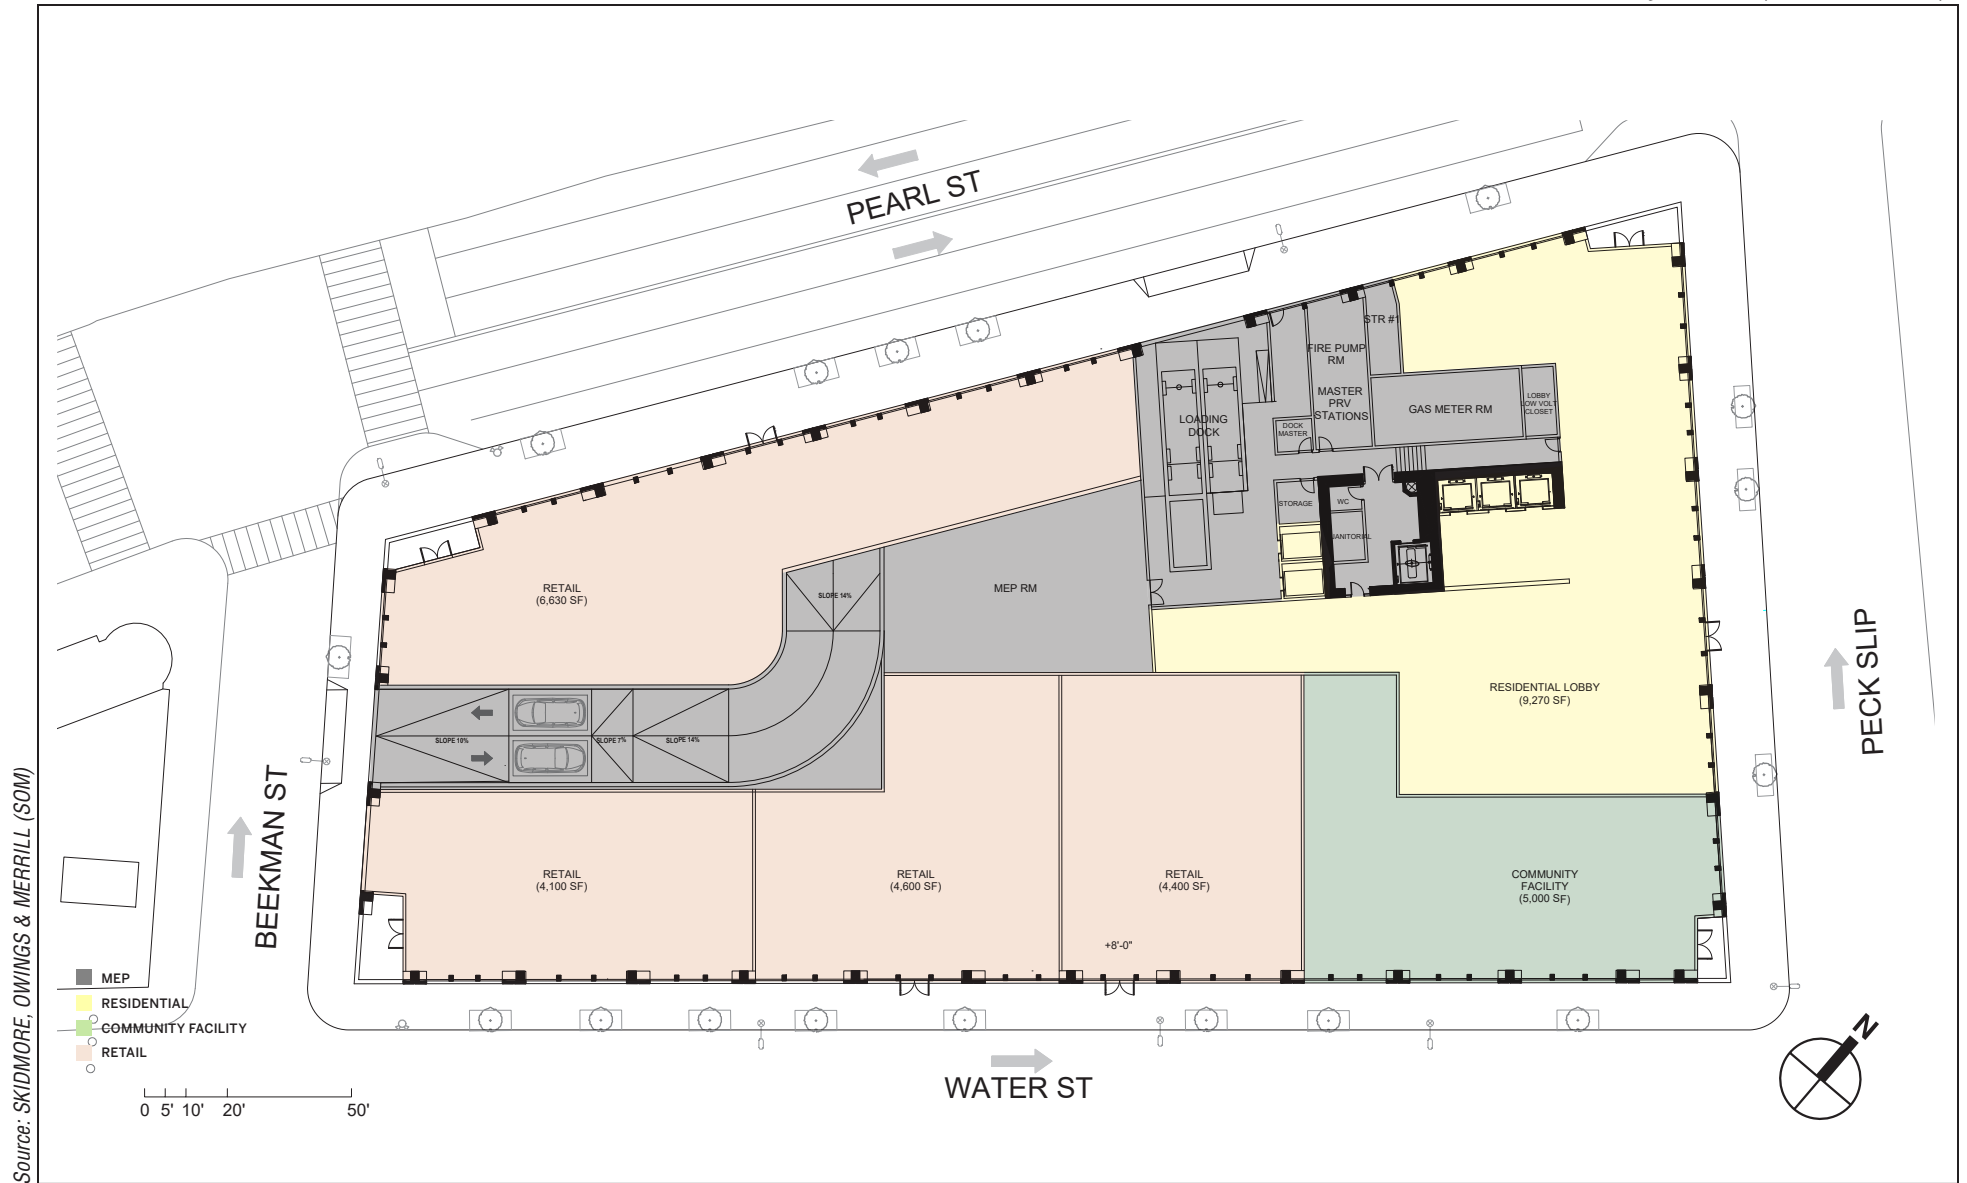 PEARL ST
STR #1
FIRE PUMP
RM
MASTER
PRV
STATIONS
GAS METER RM
LOBBY
LOW VOLT
CLOSET
LOADING
DOCK
DOCK
MASTER
STORAGE
WC
JANITORIAL
RETAIL
(6,630 SF)
MEP RM
SLOPE 14%
RESIDENTIAL LOBBY
(9,270 SF)
PECK SLIP
SLOPE 10%
SLOPE 7%
SLOPE 14%
BEEKMAN ST
RETAIL
(4,100 SF)
RETAIL
(4,600 SF)
RETAIL
(4,400 SF)
COMMUNITY
FACILITY
(5,000 SF)
+8'-0"
MEP
RESIDENTIAL
COMMUNITY FACILITY
RETAIL
0 5' 10' 20' 50'
WATER ST
N
Source: SKIDMORE, OWINGS & MERRILL (SOM)